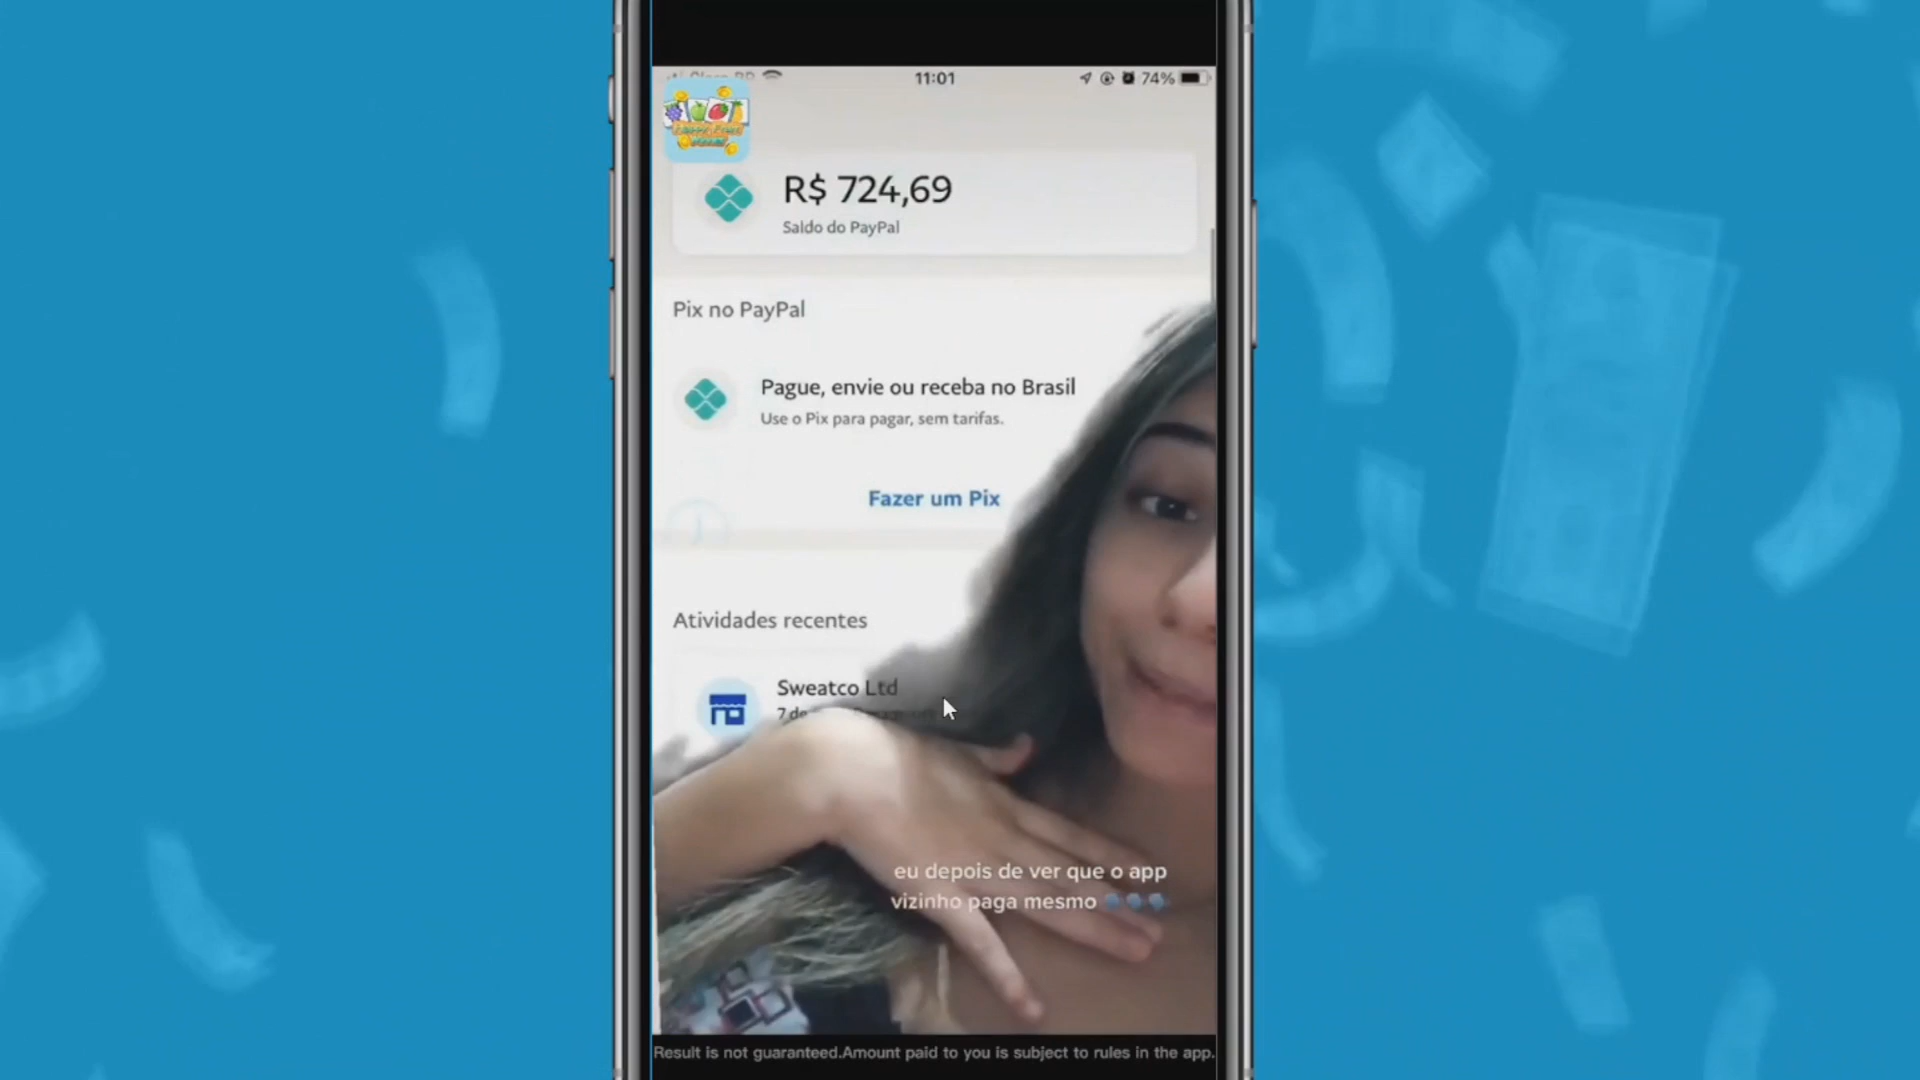 11:01
74%
R$ 724,69
Saldo do PayPal
Pix no PayPal
Pague, envie ou receba no Brasil
Use o Pix para pagar, sem tarifas.
Fazer um Pix
Atividades recentes
Sweatco Ltd
7 de
eu depois de ver que o app
vizinho paga mesmo
Result is not guaranteed.Amount paid to you is subject to rules in the app.